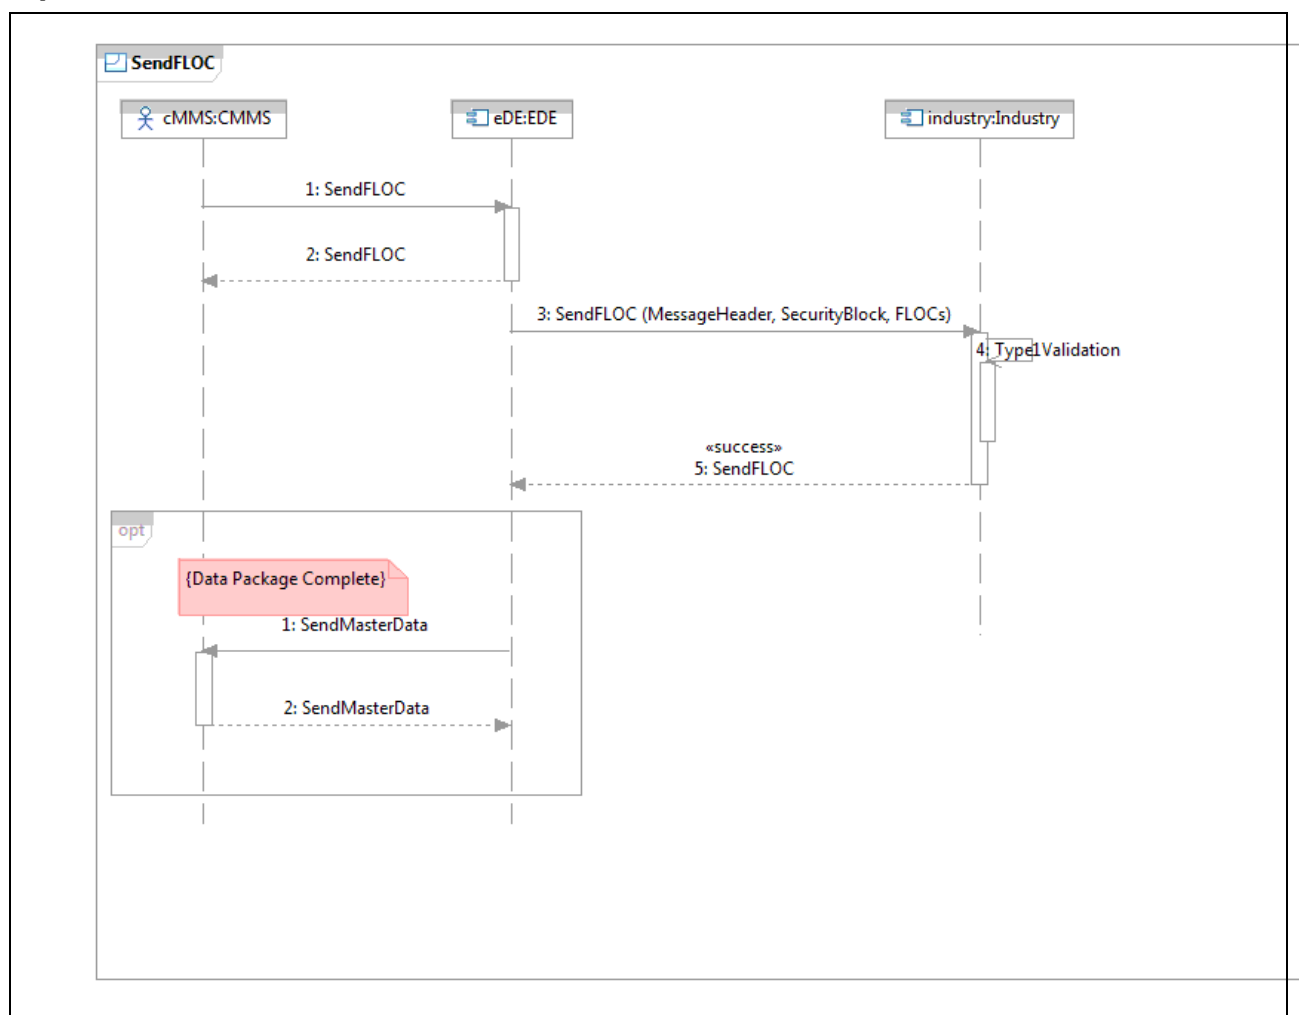 SendFLOC
cMMS:CMMS
eDE:EDE
industry:Industry
1: SendFLOC
2: SendFLOC
3: SendFLOC (MessageHeader, SecurityBlock, FLOCs)
4: Type1Validation
«success»
5: SendFLOC
opt
{Data Package Complete}
1: SendMasterData
2: SendMasterData